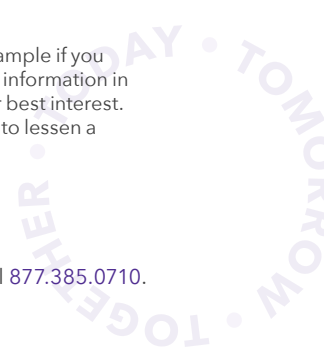 ample if you
information in
best interest.
to lessen a
877.385.0710.
TODAY • TOMORROW • TOGETHER •